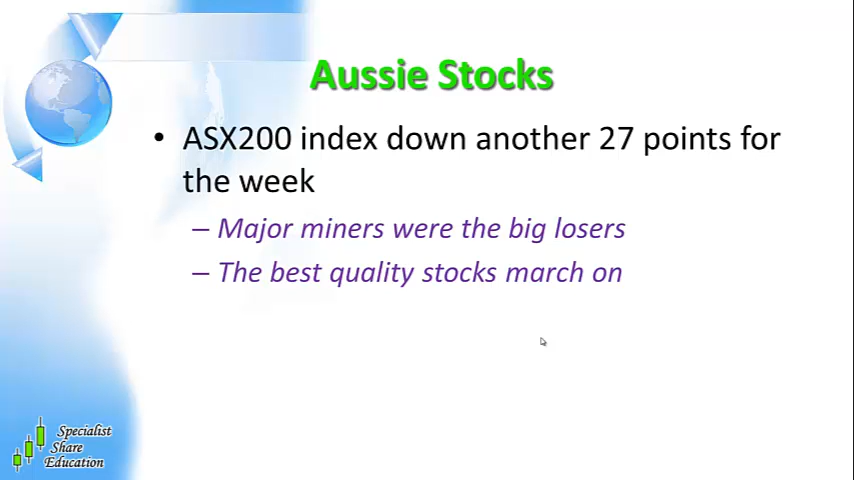 Aussie Stocks
• ASX200 index down another 27 points for
the week
– Major miners were the big losers
– The best quality stocks march on
Specialist
Share
Education